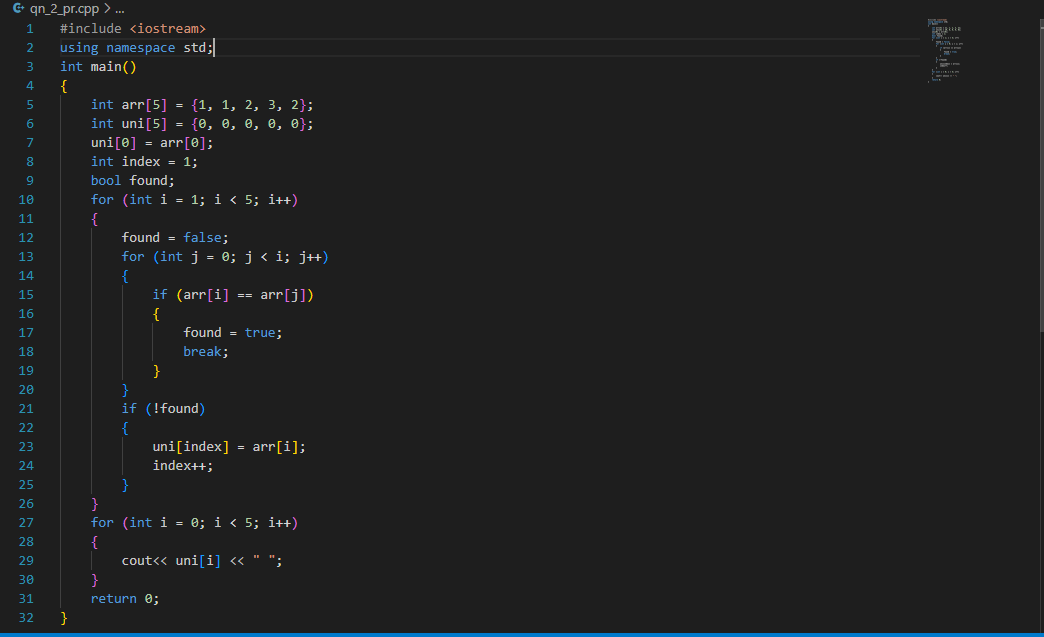 qn_2_pr.cpp > ...
1 #include <iostream>
2 using namespace std;
3 int main()
4 {
5 int arr[5] = {1, 1, 2, 3, 2};
6 int uni[5] = {0, 0, 0, 0, 0};
7 uni[0] = arr[0];
8 int index = 1;
9 bool found;
10 for (int i = 1; i < 5; i++)
11 {
12 found = false;
13 for (int j = 0; j < i; j++)
14 {
15 if (arr[i] == arr[j])
16 {
17 found = true;
18 break;
19 }
20 }
21 if (!found)
22 {
23 uni[index] = arr[i];
24 index++;
25 }
26 }
27 for (int i = 0; i < 5; i++)
28 {
29 cout<< uni[i] << " ";
30 }
31 return 0;
32 }